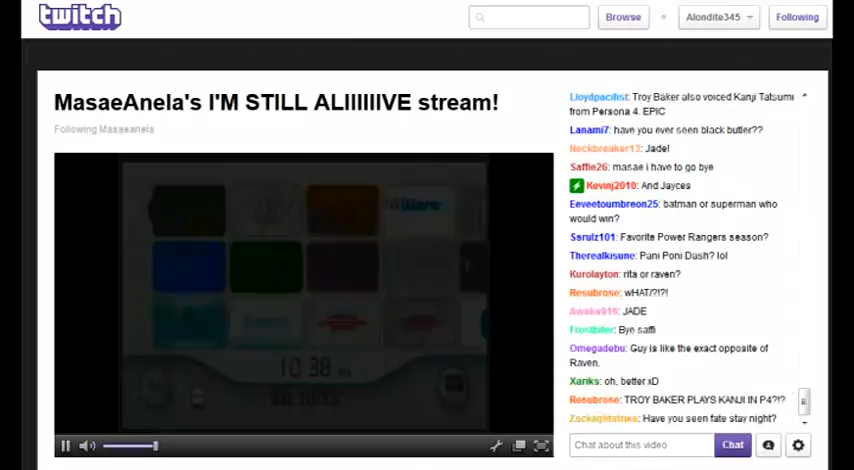 twitch
Browse
Alondite345
Following
MasaeAnela's I'M STILL ALIIIIIIVE stream!
Following Masaeanela
Lloydpacifist: Troy Baker also voiced Kanji Tatsumi
from Persona 4. EPIC
Lanami7: have you ever seen black butler??
Neckbreaker13: Jade!
Saffie26: masae i have to go bye
Kevinj2010: And Jayces
Eeveetoumbreon25: batman or superman who
would win?
Ssrulz101: Favorite Power Rangers season?
Therealkisune: Pani Poni Dash? lol
Kurolayton: rita or raven?
Resubrose: wHAT/?!?!
Awake916: JADE
Frostbiter: Bye saffi
Omegadebu: Guy is like the exact opposite of
Raven.
Xariks: oh, better xD
Resubrose: TROY BAKER PLAYS KANJI IN P4?!?
Have you seen fate stay night?
WiiWare
10:38 PM
Chat about this video
Chat